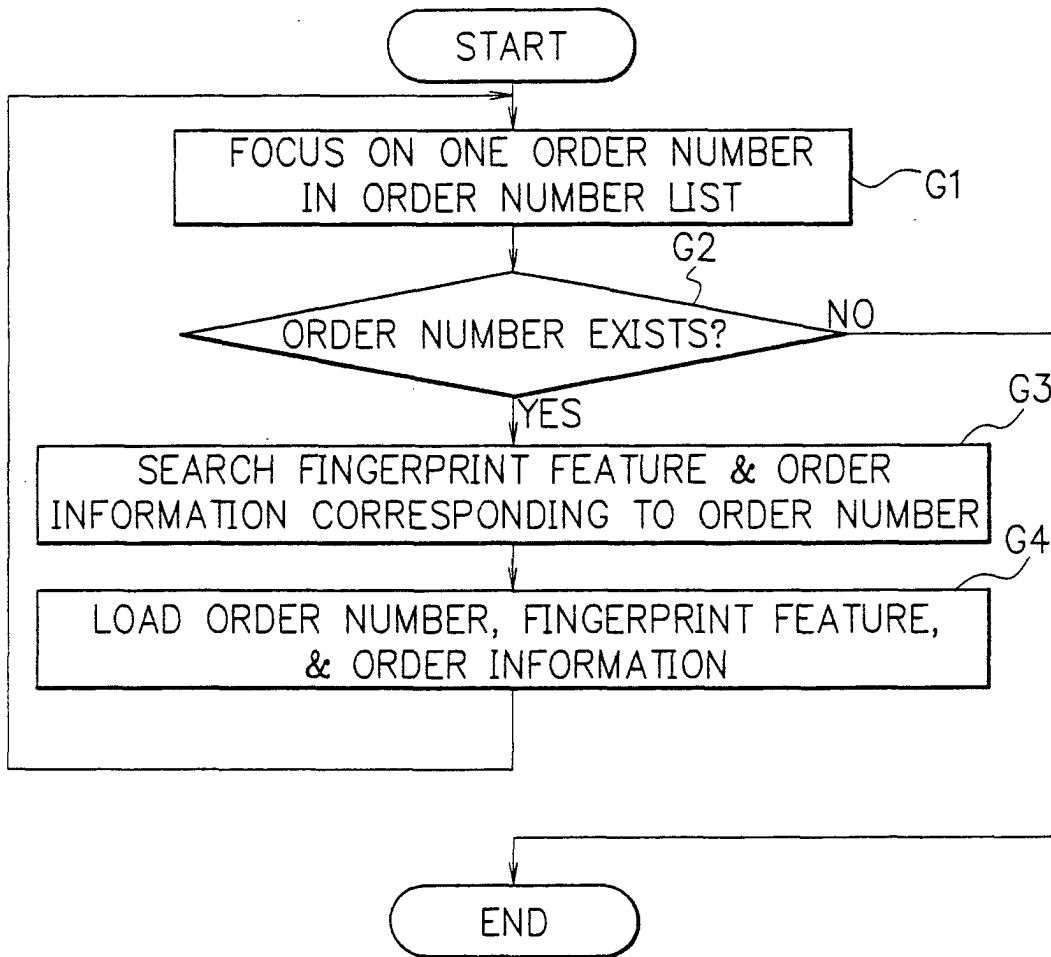 START
FOCUS ON ONE ORDER NUMBER
IN ORDER NUMBER LIST
G1
G2
ORDER NUMBER EXISTS?
NO
YES
G3
SEARCH FINGERPRINT FEATURE & ORDER
INFORMATION CORRESPONDING TO ORDER NUMBER
G4
LOAD ORDER NUMBER, FINGERPRINT FEATURE,
& ORDER INFORMATION
END